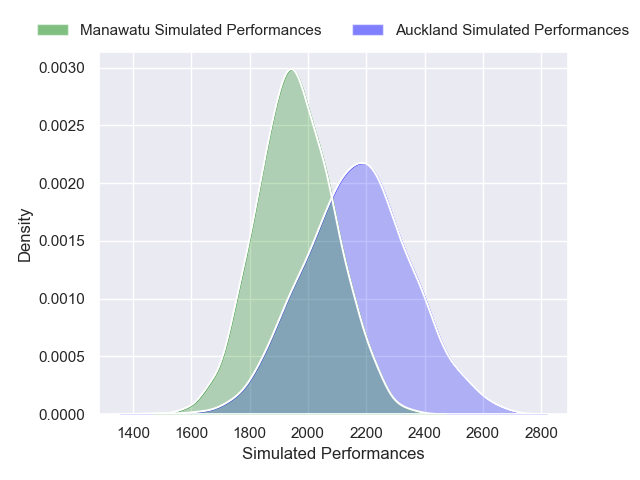 Manawatu Simulated Performances Auckland Simulated Performances
0.0030
0.0025
0.0020
0.0015
0.0010
0.0005
0.0000
Density
1400 1600 1800 2000 2200 2400 2600 2800
Simulated Performances